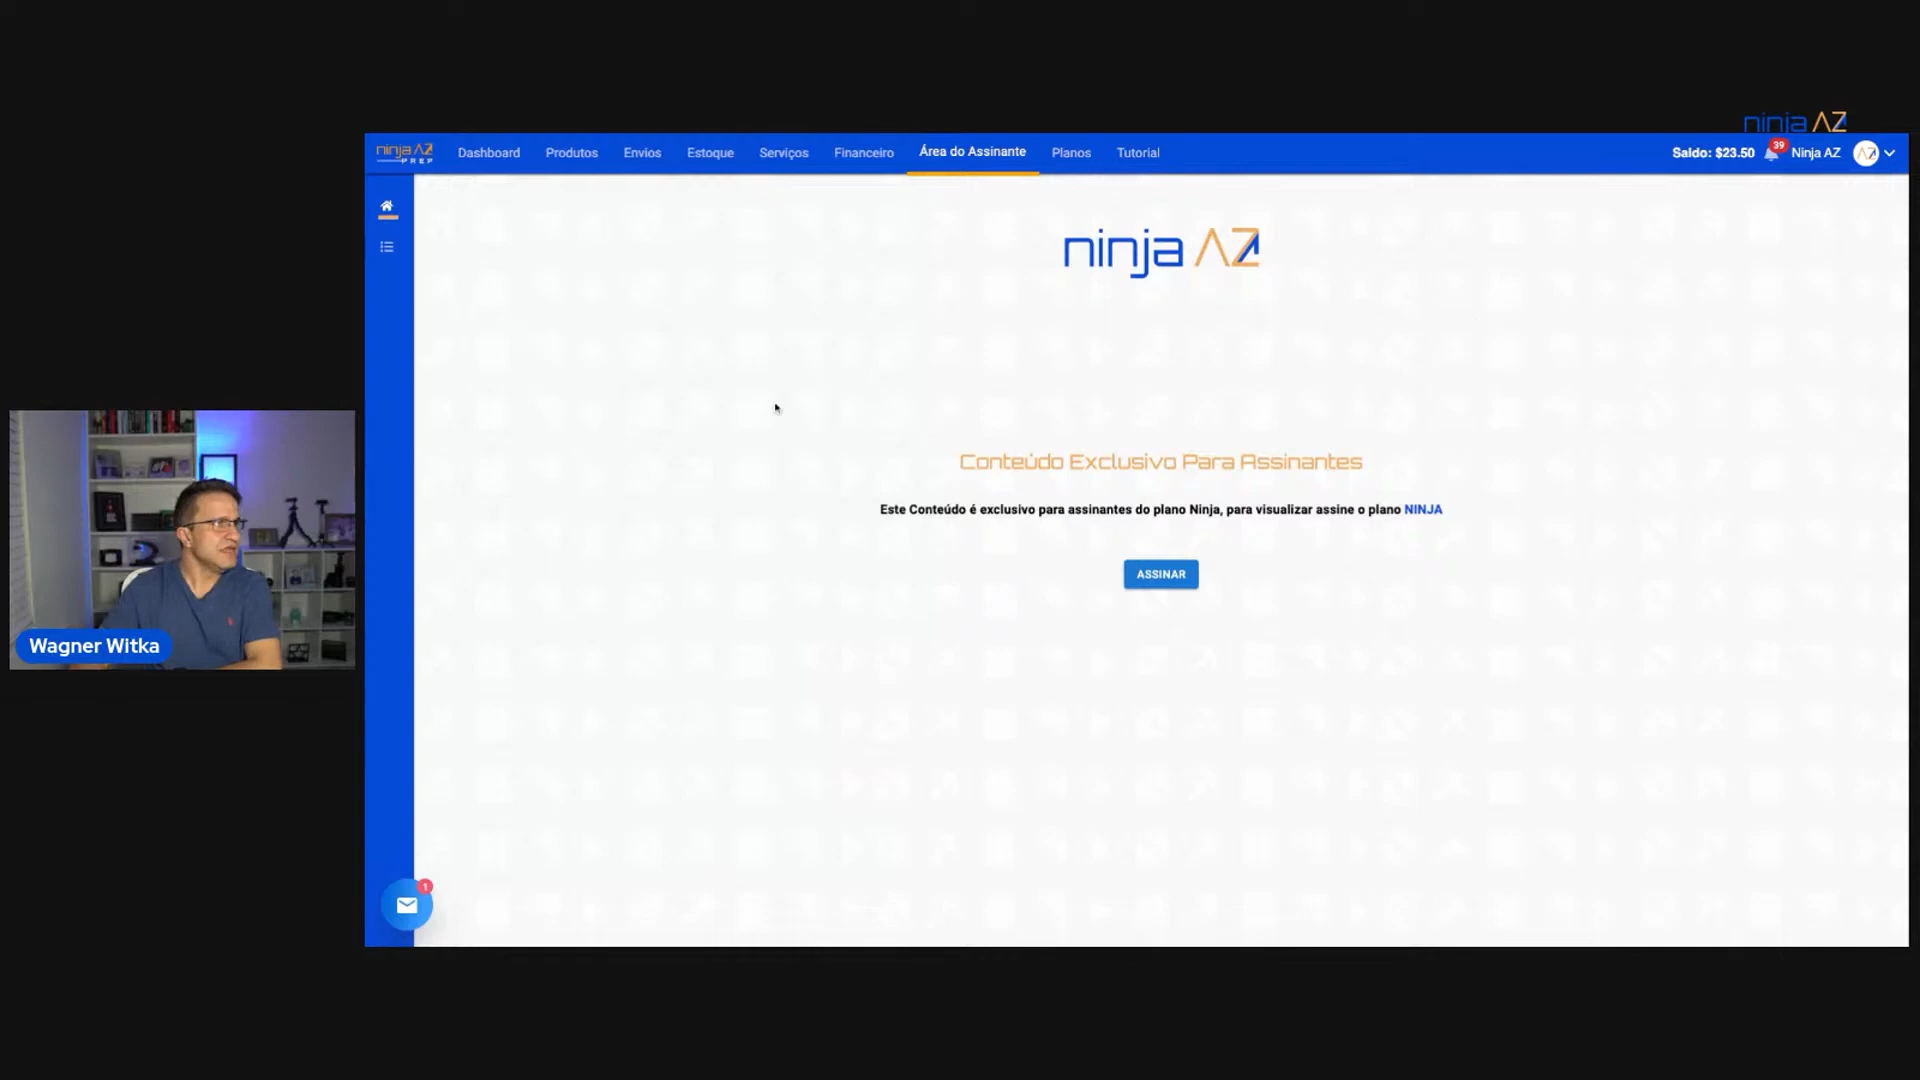 ninja AZ
ninja AZ
PREP
Dashboard Produtos Envios Estoque Serviços Financeiro Área do Assinante Planos Tutorial Saldo: $23.50 39 Ninja AZ AZ
ninja AZ
Conteúdo Exclusivo Para Assinantes
Este Conteúdo é exclusivo para assinantes do plano Ninja, para visualizar assine o plano NINJA
ASSINAR
Wagner Witka
1